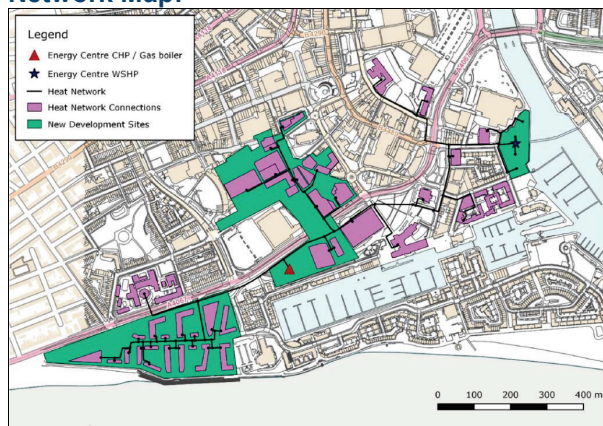 Network Map:
Legend
Energy Centre CHP / Gas boiler
Energy Centre WSHP
Heat Network
Heat Network Connections
New Development Sites
A4067
0 100 200 300 400 m